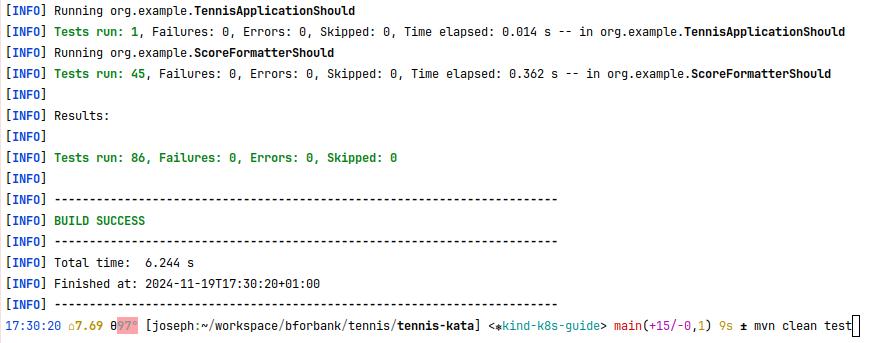 [INFO] Running org.example.TennisApplicationShould
[INFO] Tests run: 1, Failures: 0, Errors: 0, Skipped: 0, Time elapsed: 0.014 s -- in org.example.TennisApplicationShould
[INFO] Running org.example.ScoreFormatterShould
[INFO] Tests run: 45, Failures: 0, Errors: 0, Skipped: 0, Time elapsed: 0.362 s -- in org.example.ScoreFormatterShould
[INFO]
[INFO] Results:
[INFO]
[INFO] Tests run: 86, Failures: 0, Errors: 0, Skipped: 0
[INFO]
[INFO] ------------------------------------------------------------------------
[INFO] BUILD SUCCESS
[INFO] ------------------------------------------------------------------------
[INFO] Total time:  6.244 s
[INFO] Finished at: 2024-11-19T17:30:20+01:00
[INFO] ------------------------------------------------------------------------
17:30:20 ⌂7.69 θ97° [joseph:~/workspace/bforbank/tennis/tennis-kata] <⎈kind-k8s-guide> main(+15/-0,1) 9s ± mvn clean test